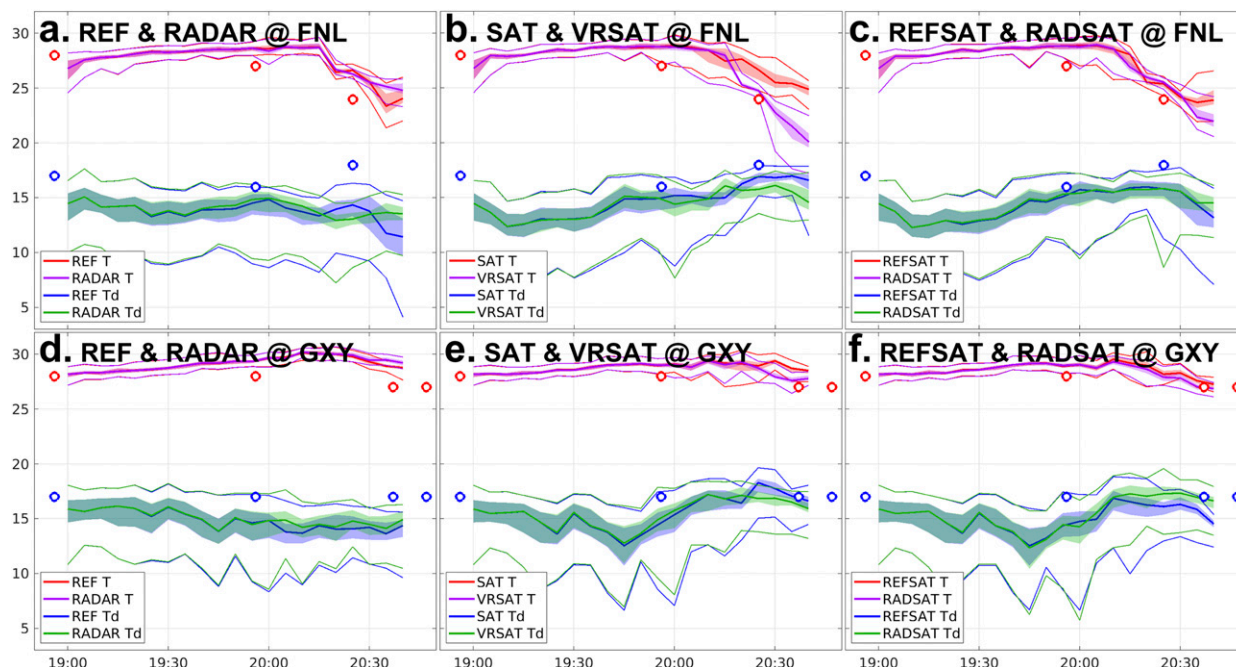 a. REF & RADAR @ FNL
b. SAT & VRSAT @ FNL
c. REFSAT & RADSAT @ FNL
30
25
20
15
10
5
REF T
RADAR T
REF Td
RADAR Td
SAT T
VRSAT T
SAT Td
VRSAT Td
REFSAT T
RADSAT T
REFSAT Td
RADSAT Td
d. REF & RADAR @ GXY
e. SAT & VRSAT @ GXY
f. REFSAT & RADSAT @ GXY
30
25
20
15
10
5
REF T
RADAR T
REF Td
RADAR Td
SAT T
VRSAT T
SAT Td
VRSAT Td
REFSAT T
RADSAT T
REFSAT Td
RADSAT Td
19:00 19:30 20:00 20:30 19:00 19:30 20:00 20:30 19:00 19:30 20:00 20:30